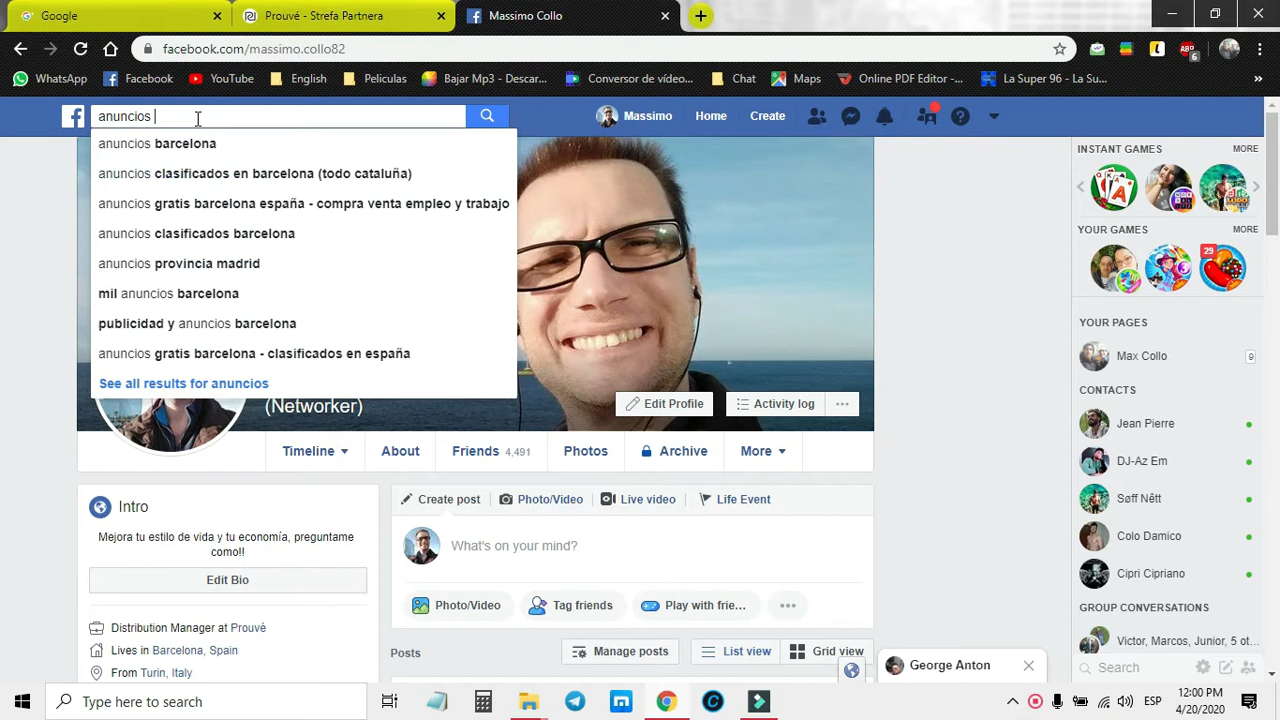 Google
Prouvé - Strefa Partnera
Massimo Collo
facebook.com/massimo.collo82
6
WhatsApp
Facebook
YouTube
English
Peliculas
Bajar Mp3 - Descar...
Conversor de vídeo...
Chat
Maps
Online PDF Editor -...
La Super 96 - La Su...
anuncios
Massimo
Home
Create
anuncios barcelona
anuncios clasificados en barcelona (todo cataluña)
anuncios gratis barcelona españa - compra venta empleo y trabajo
anuncios clasificados barcelona
anuncios provincia madrid
mil anuncios barcelona
publicidad y anuncios barcelona
anuncios gratis barcelona - clasificados en españa
See all results for anuncios
(Networker)
Edit Profile
Activity log
Timeline
About
Friends 4,491
Photos
Archive
More
Intro
Mejora tu estilo de vida y tu economía, preguntame
como!!
Edit Bio
Distribution Manager at Prouvé
Lives in Barcelona, Spain
From Turin, Italy
Create post
Photo/Video
Live video
Life Event
What's on your mind?
Photo/Video
Tag friends
Play with frie...
Posts
Manage posts
List view
Grid view
INSTANT GAMES
MORE
YOUR GAMES
MORE
29
YOUR PAGES
Max Collo
9
CONTACTS
Jean Pierre
DJ-Az Em
Søff Nêtt
Colo Damico
Cipri Cipriano
GROUP CONVERSATIONS
Victor, Marcos, Junior, 5 ot...
George Anton
Search
Type here to search
ESP
12:00 PM
4/20/2020